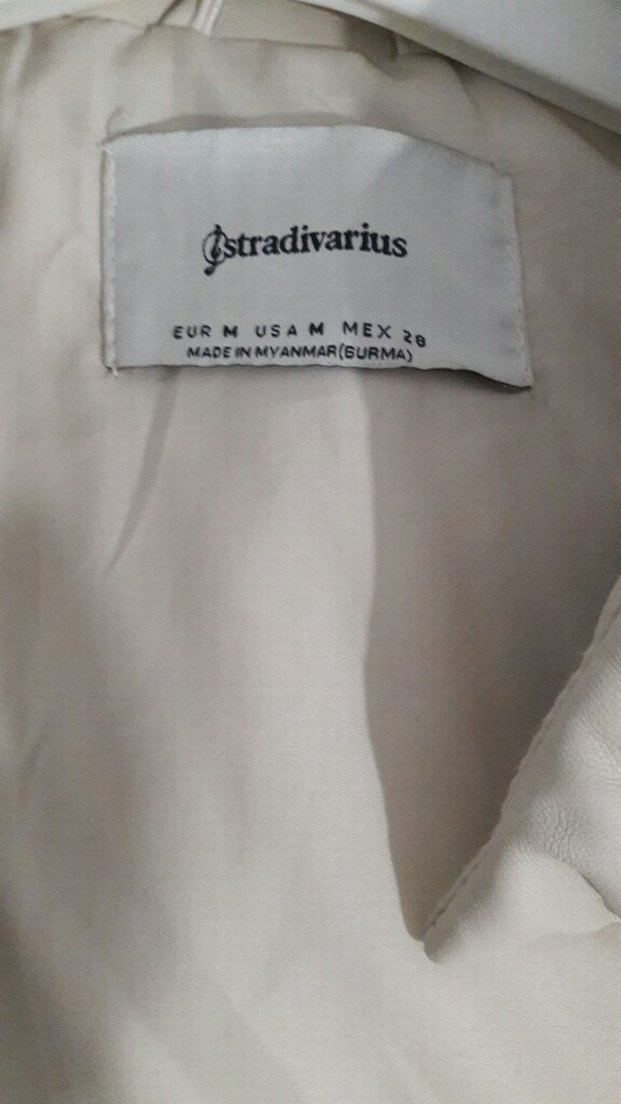 stradivarius
EUR M USA M MEX 28
MADE IN MYANMAR(BURMA)